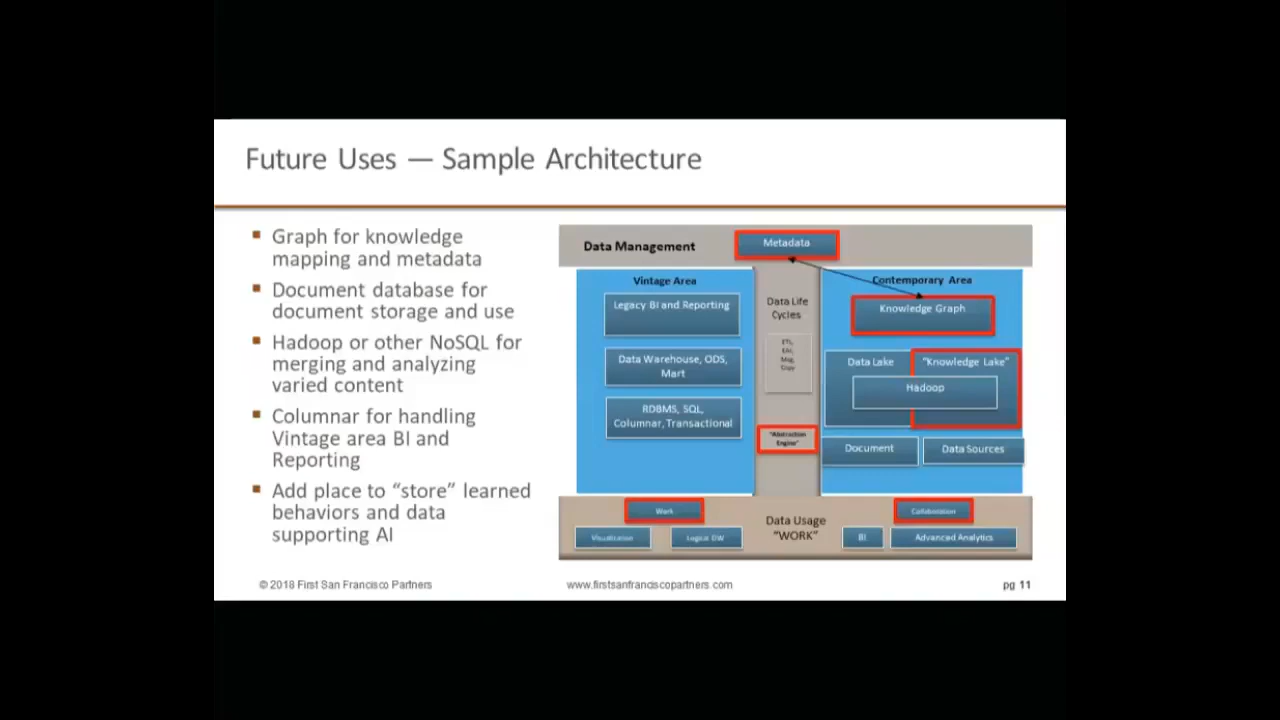 Future Uses — Sample Architecture
Graph for knowledge
mapping and metadata
Document database for
document storage and use
Hadoop or other NoSQL for
merging and analyzing
varied content
Columnar for handling
Vintage area BI and
Reporting
Add place to “store” learned
behaviors and data
supporting AI
Data Management
Metadata
Vintage Area
Legacy BI and Reporting
Data Warehouse, ODS,
Mart
RDBMS, SQL,
Columnar, Transactional
Data Life
Cycles
ETL,
EAI,
Msg,
Copy
"Abstraction
Engine"
Contemporary Area
Knowledge Graph
Data Lake
“Knowledge Lake”
Hadoop
Document
Data Sources
Work
Visualization
Logical DW
Data Usage
“WORK”
Collaboration
BI
Advanced Analytics
© 2018 First San Francisco Partners
www.firstsanfranciscopartners.com
pg 11